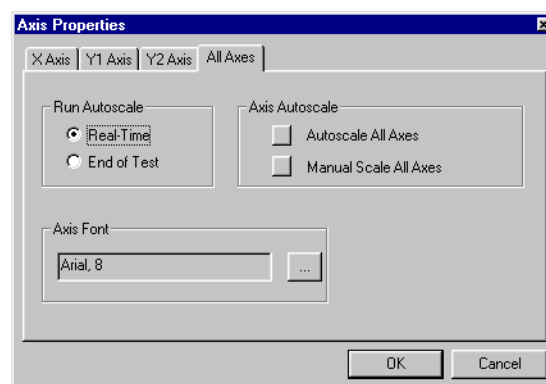 Axis Properties
X Axis Y1 Axis Y2 Axis All Axes
Run Autoscale
Real-Time
End of Test
Axis Autoscale
Autoscale All Axes
Manual Scale All Axes
Axis Font
Arial, 8
...
OK Cancel